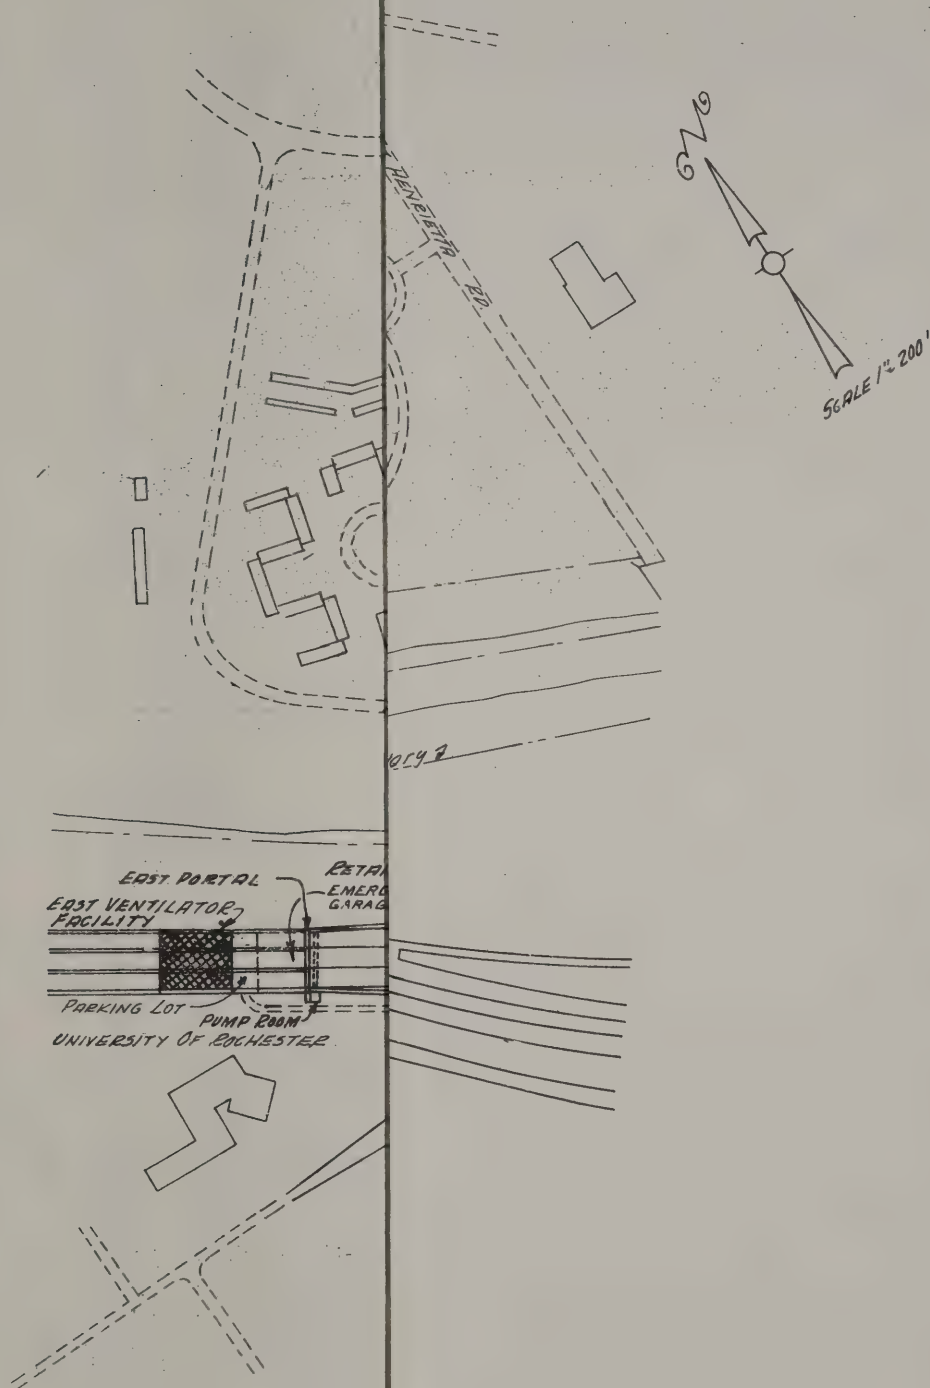 HENRIETTA RD.
SCALE 1"=200'
EAST PORTAL
RETAI
EMERG
GARAG
EAST VENTILATOR
FACILITY
PARKING LOT
PUMP ROOM
UNIVERSITY OF ROCHESTER